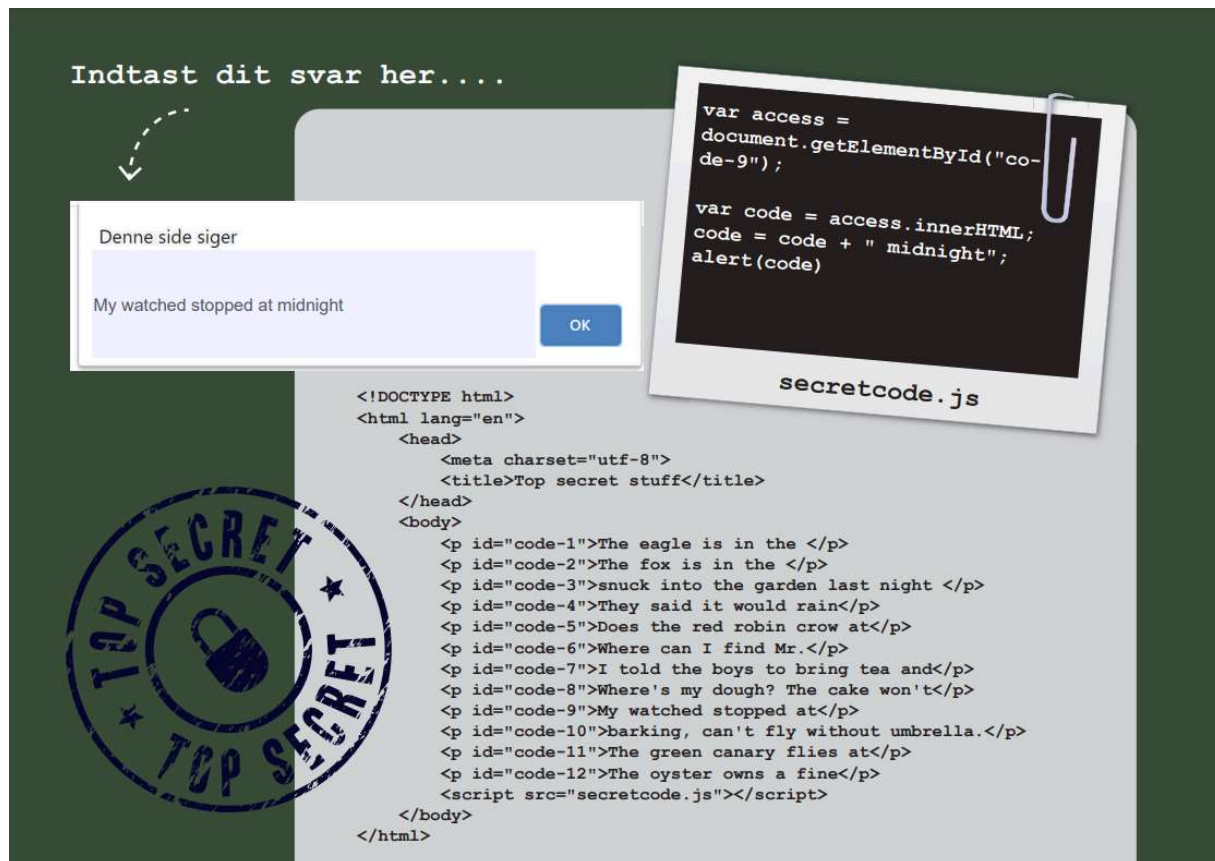 Indtast dit svar her....
var access =
document.getElementById("co-
de-9");
var code = access.innerHTML;
code = code + " midnight";
alert(code)
secretcode.js
Denne side siger
My watched stopped at midnight
OK
<!DOCTYPE html>
<html lang="en">
<head>
<meta charset="utf-8">
<title>Top secret stuff</title>
</head>
<body>
<p id="code-1">The eagle is in the </p>
<p id="code-2">The fox is in the </p>
<p id="code-3">snuck into the garden last night </p>
<p id="code-4">They said it would rain</p>
<p id="code-5">Does the red robin crow at</p>
<p id="code-6">Where can I find Mr.</p>
<p id="code-7">I told the boys to bring tea and</p>
<p id="code-8">Where's my dough? The cake won't</p>
<p id="code-9">My watched stopped at</p>
<p id="code-10">barking, can't fly without umbrella.</p>
<p id="code-11">The green canary flies at</p>
<p id="code-12">The oyster owns a fine</p>
<script src="secretcode.js"></script>
</body>
</html>
TOP SECRET
TOP SECRET